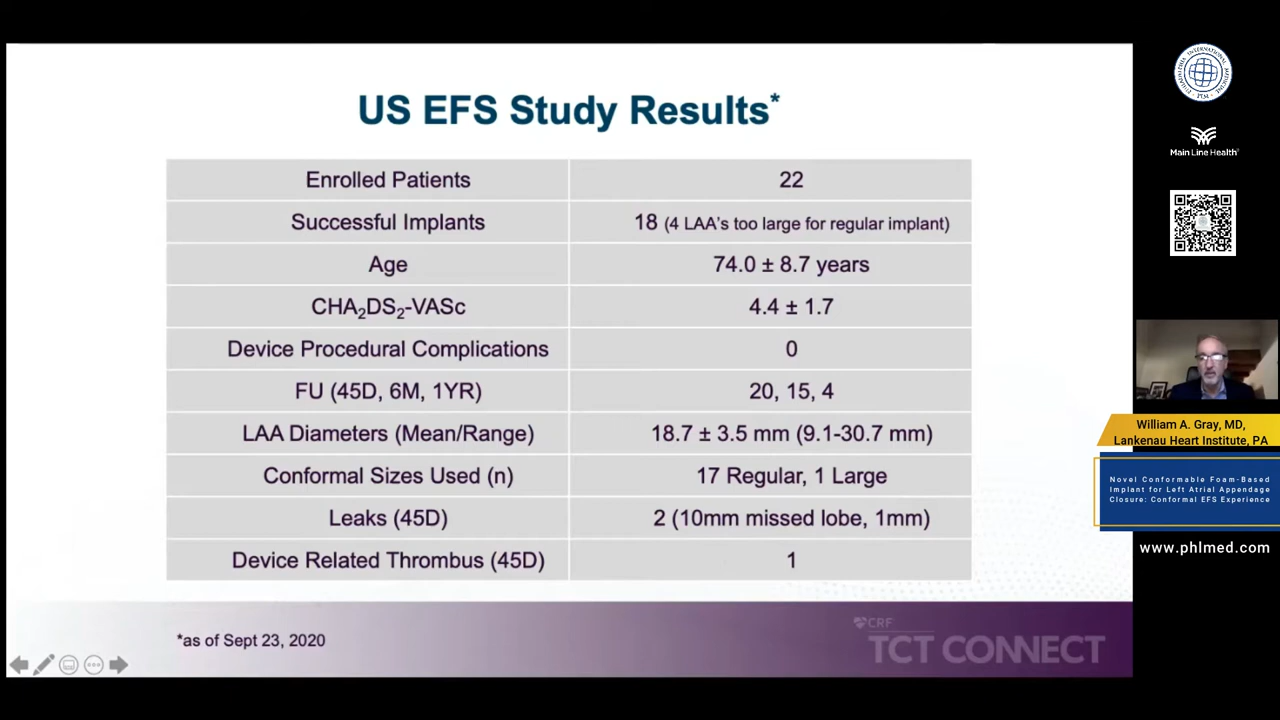 US EFS Study Results*
Enrolled Patients 22
Successful Implants 18 (4 LAA's too large for regular implant)
Age 74.0 ± 8.7 years
CHA₂DS₂-VASc 4.4 ± 1.7
Device Procedural Complications 0
FU (45D, 6M, 1YR) 20, 15, 4
LAA Diameters (Mean/Range) 18.7 ± 3.5 mm (9.1-30.7 mm)
Conformal Sizes Used (n) 17 Regular, 1 Large
Leaks (45D) 2 (10mm missed lobe, 1mm)
Device Related Thrombus (45D) 1
*as of Sept 23, 2020
CRF
TCT CONNECT
PHILADELPHIA INTERNATIONAL MEDICINE
PIM
Main Line Health
William A. Gray, MD,
Lankenau Heart Institute, PA
Novel Conformable Foam-Based
Implant for Left Atrial Appendage
Closure: Conformal EFS Experience
www.phlmed.com